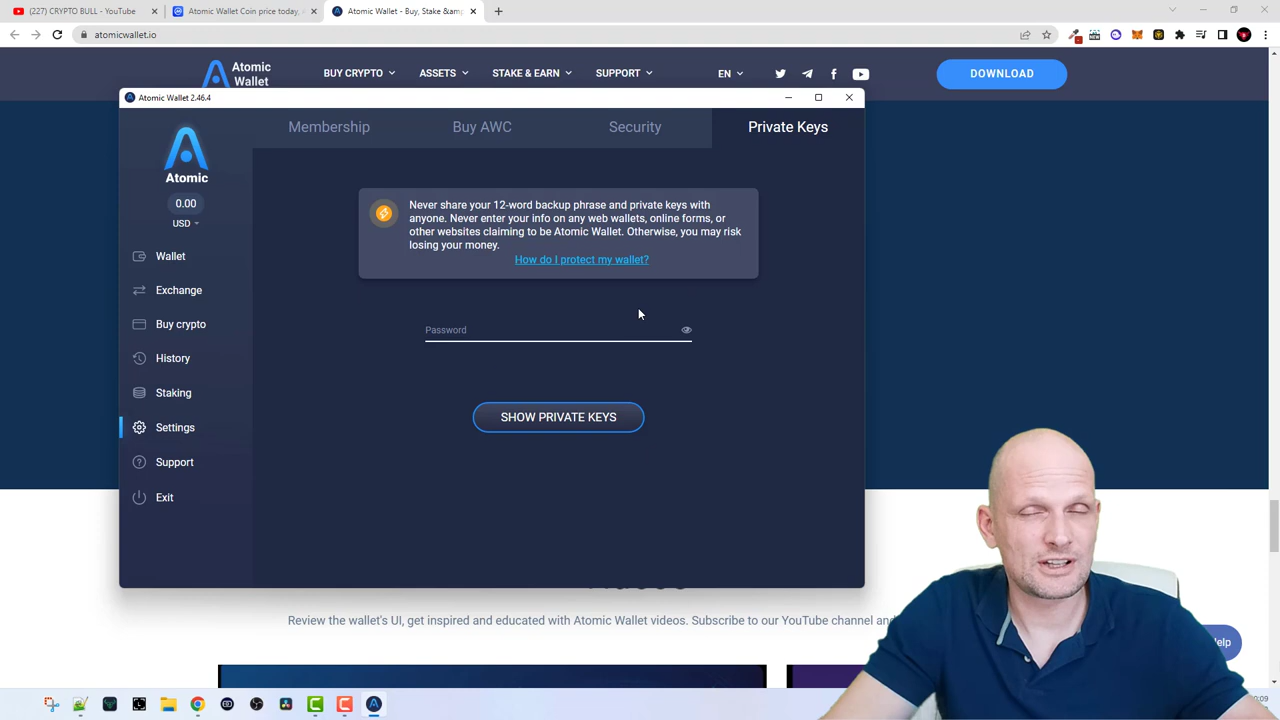 (227) CRYPTO BULL - YouTube
Atomic Wallet Coin price today, A
Atomic Wallet - Buy, Stake &amp;
atomicwallet.io
Atomic
Wallet
BUY CRYPTO
ASSETS
STAKE & EARN
SUPPORT
EN
DOWNLOAD
Atomic Wallet 2.46.4
Membership
Buy AWC
Security
Private Keys
Atomic
0.00
USD
Wallet
Exchange
Buy crypto
History
Staking
Settings
Support
Exit
Never share your 12-word backup phrase and private keys with
anyone. Never enter your info on any web wallets, online forms, or
other websites claiming to be Atomic Wallet. Otherwise, you may risk
losing your money.
How do I protect my wallet?
Password
SHOW PRIVATE KEYS
Review the wallet's UI, get inspired and educated with Atomic Wallet videos. Subscribe to our YouTube channel and
elp
:09